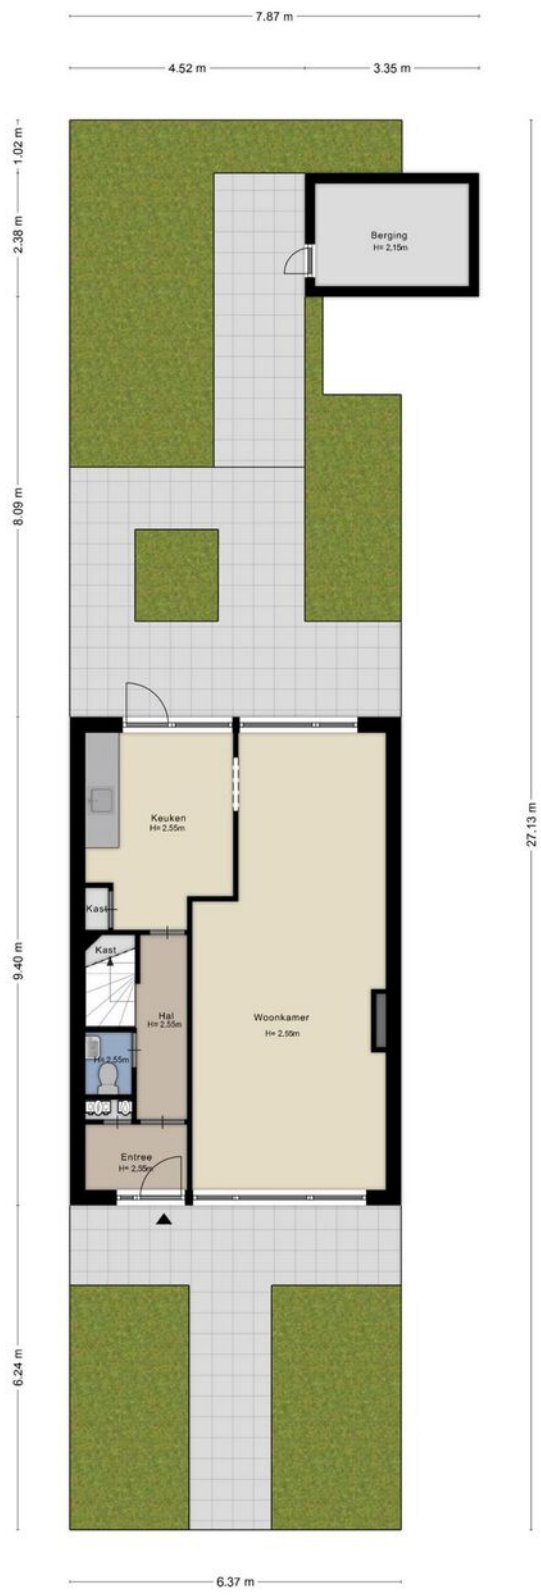 7.87 m
4.52 m
3.35 m
1.02 m
2.38 m
Berging
H= 2,15m
8.09 m
27.13 m
Keuken
H= 2.55m
Kast
Kast
9.40 m
Hal
H= 2.55m
Woonkamer
H= 2,55m
H= 2,55m
Entree
H= 2,55m
6.24 m
6.37 m